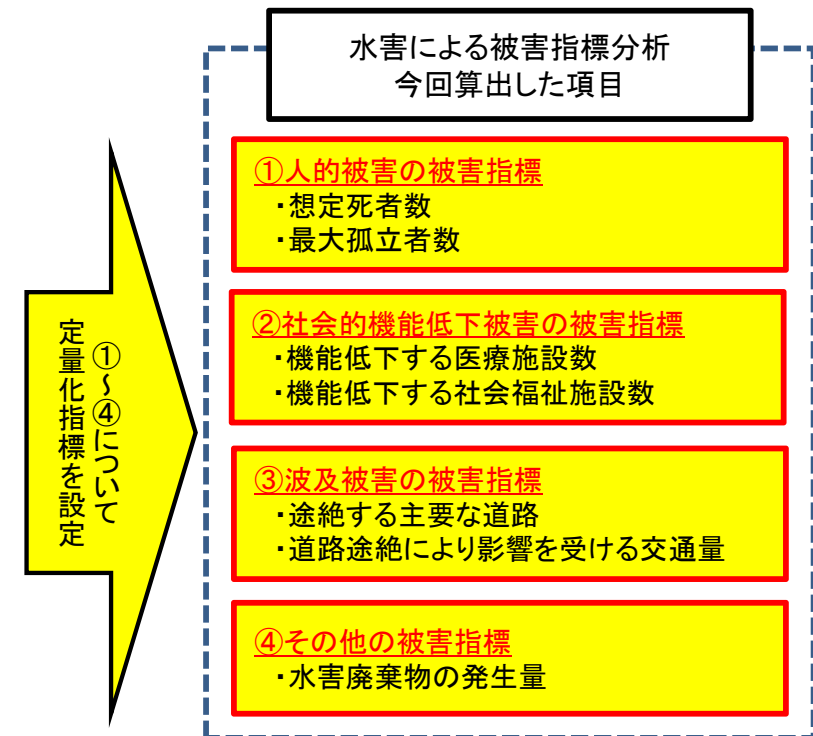 水害による被害指標分析
今回算出した項目
①~④について
定量化指標を設定
①人的被害の被害指標
・想定死者数
・最大孤立者数
②社会的機能低下被害の被害指標
・機能低下する医療施設数
・機能低下する社会福祉施設数
③波及被害の被害指標
・途絶する主要な道路
・道路途絶により影響を受ける交通量
④その他の被害指標
・水害廃棄物の発生量